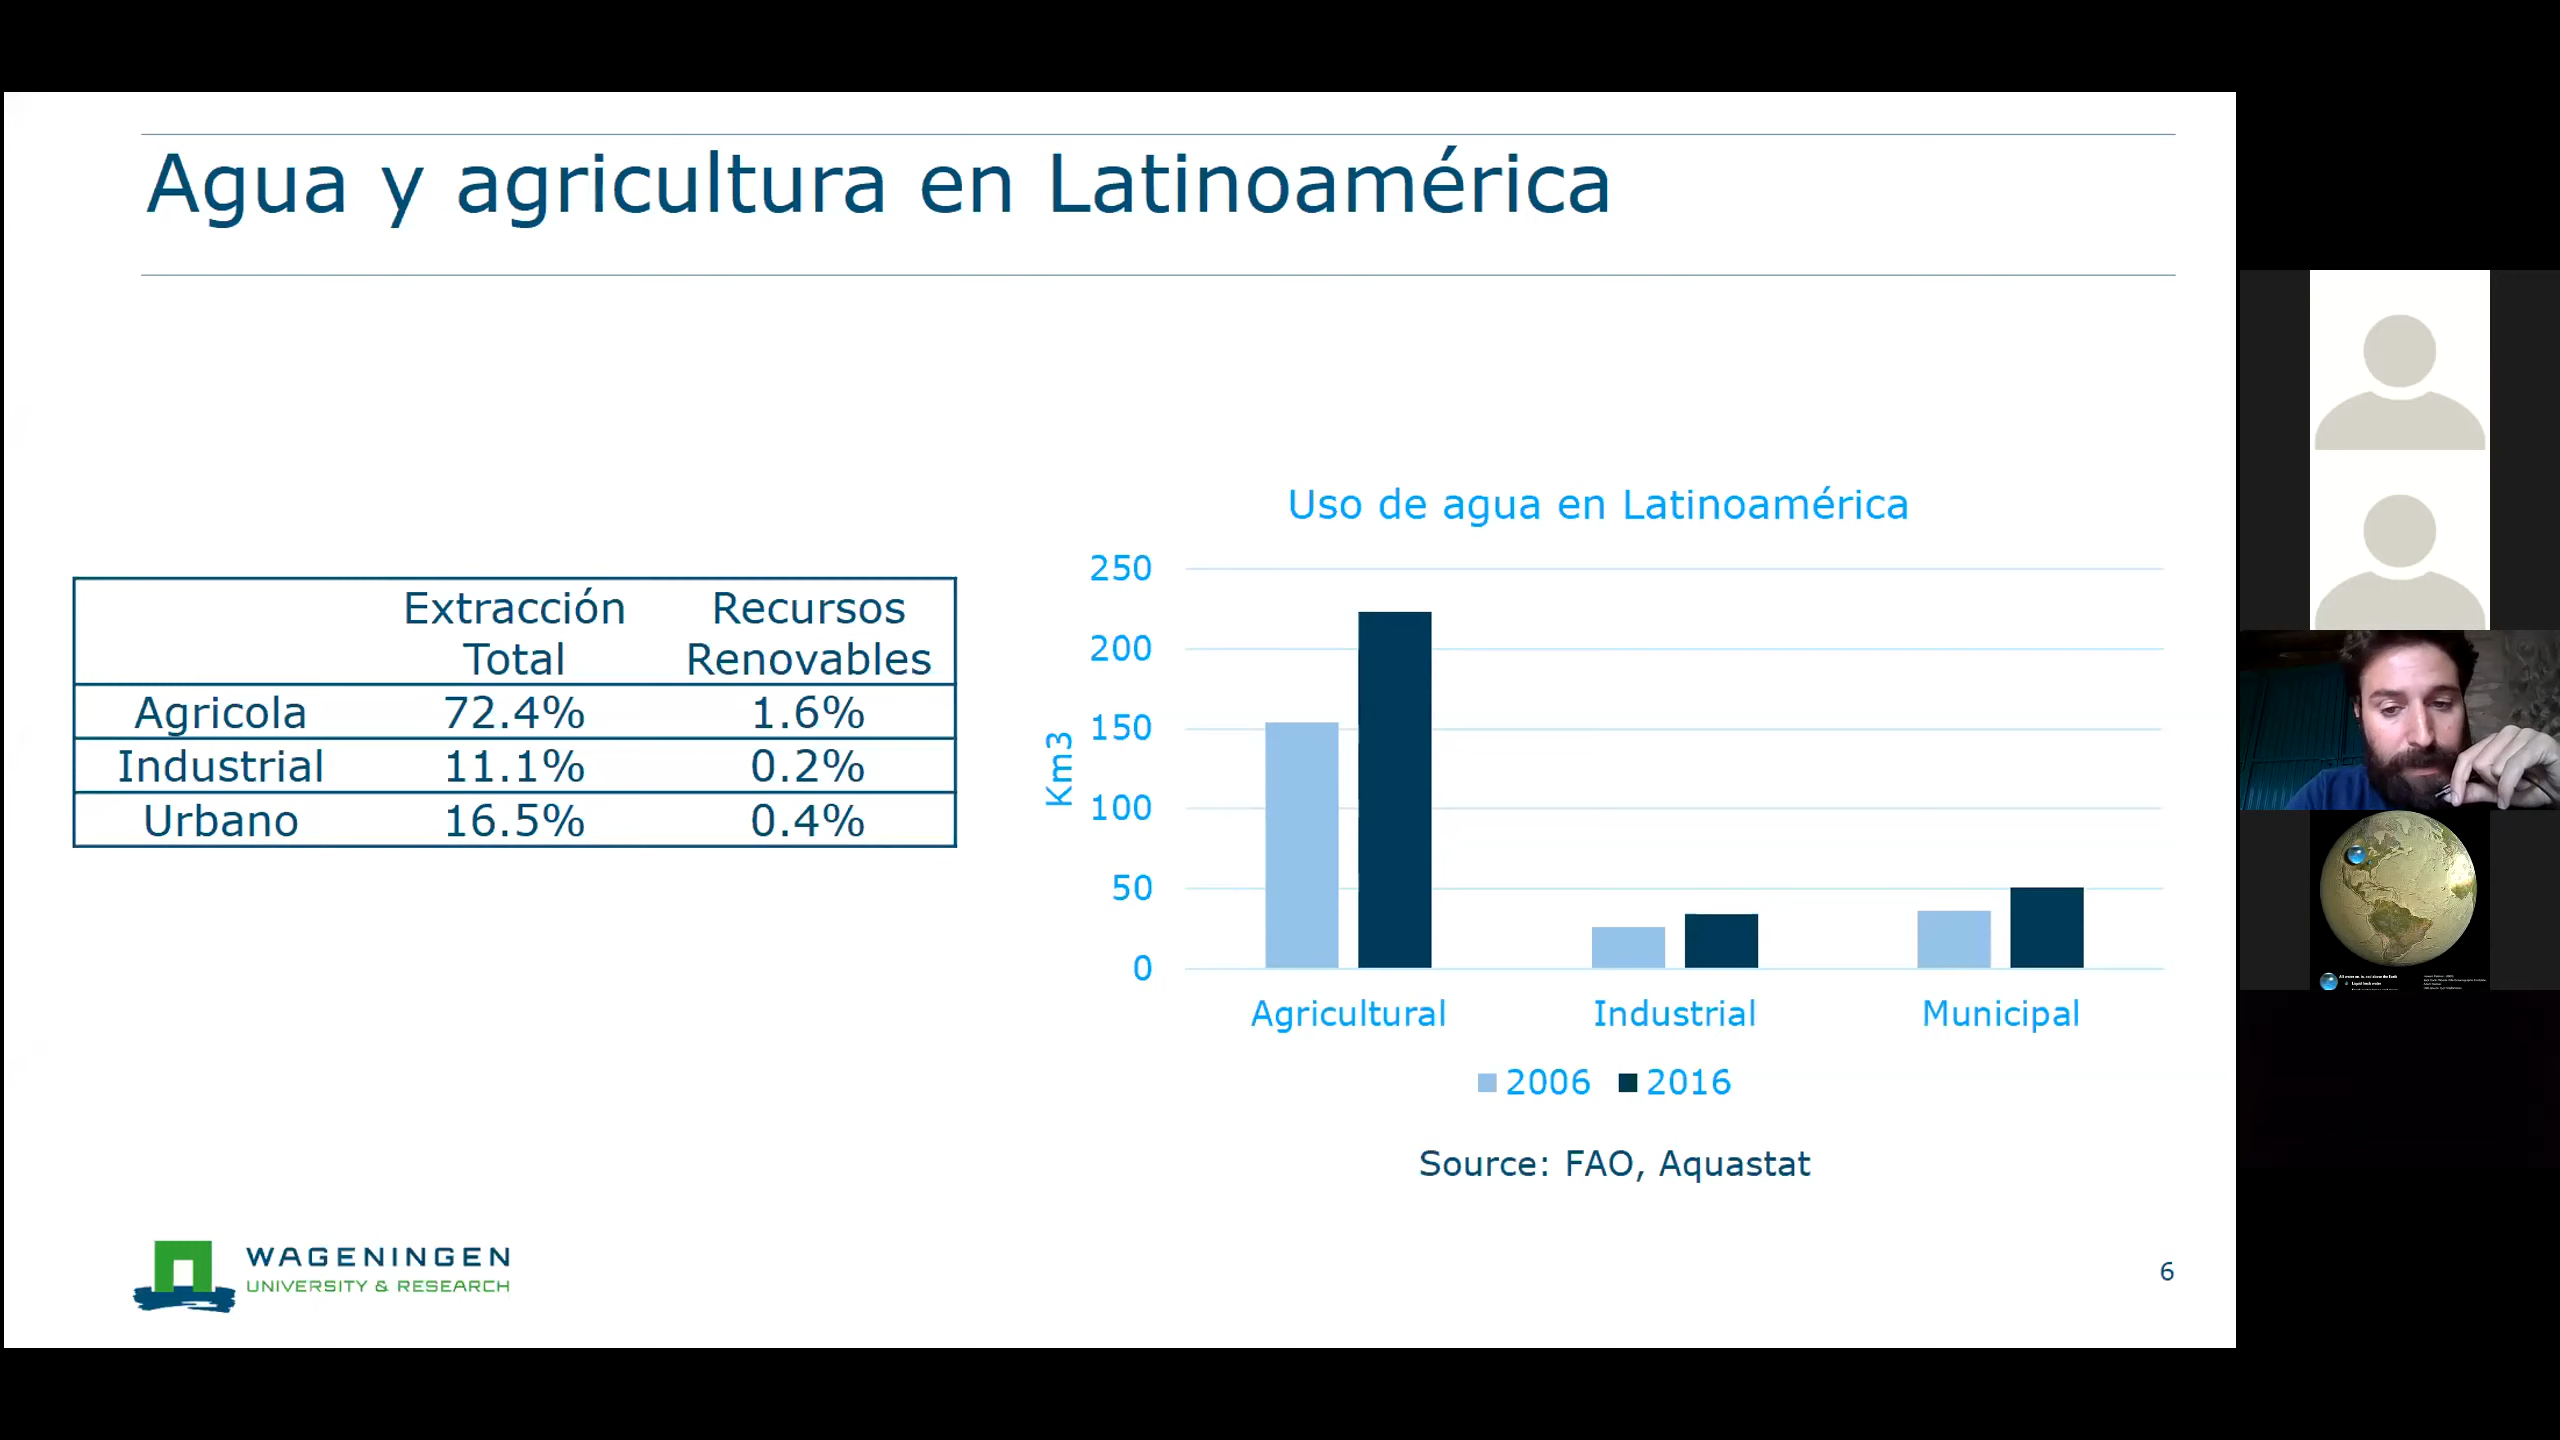 Agua y agricultura en Latinoamérica
Extracción Recursos
Total Renovables
Agricola 72.4% 1.6%
Industrial 11.1% 0.2%
Urbano 16.5% 0.4%
Uso de agua en Latinoamérica
250
200
150
100
50
0
Km3
Agricultural Industrial Municipal
2006 2016
Source: FAO, Aquastat
WAGENINGEN
UNIVERSITY & RESEARCH
6